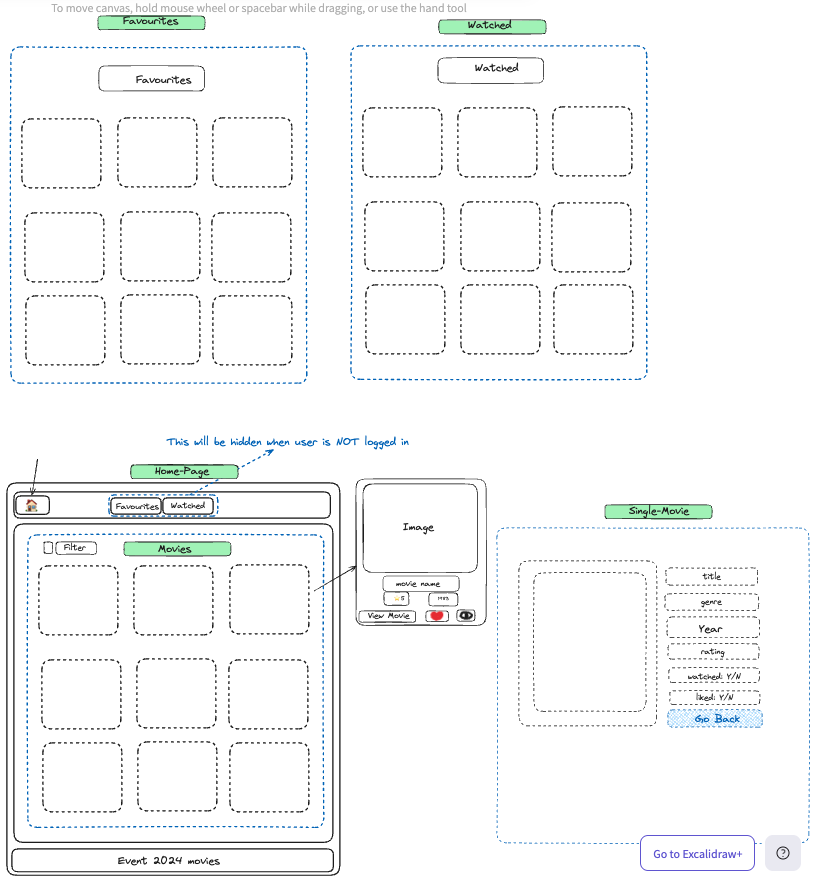 To move canvas, hold mouse wheel or spacebar while dragging, or use the hand tool
Favourites
Watched
Favourites
Watched
This will be hidden when user is NOT logged in
Home-Page
Favourites
Watched
Filter
Movies
Image
movie name
5
1983
View Movie
Single-Movie
title
genre
Year
rating
watched: Y/N
liked: Y/N
Go Back
Event 2024 movies
Go to Excalidraw+